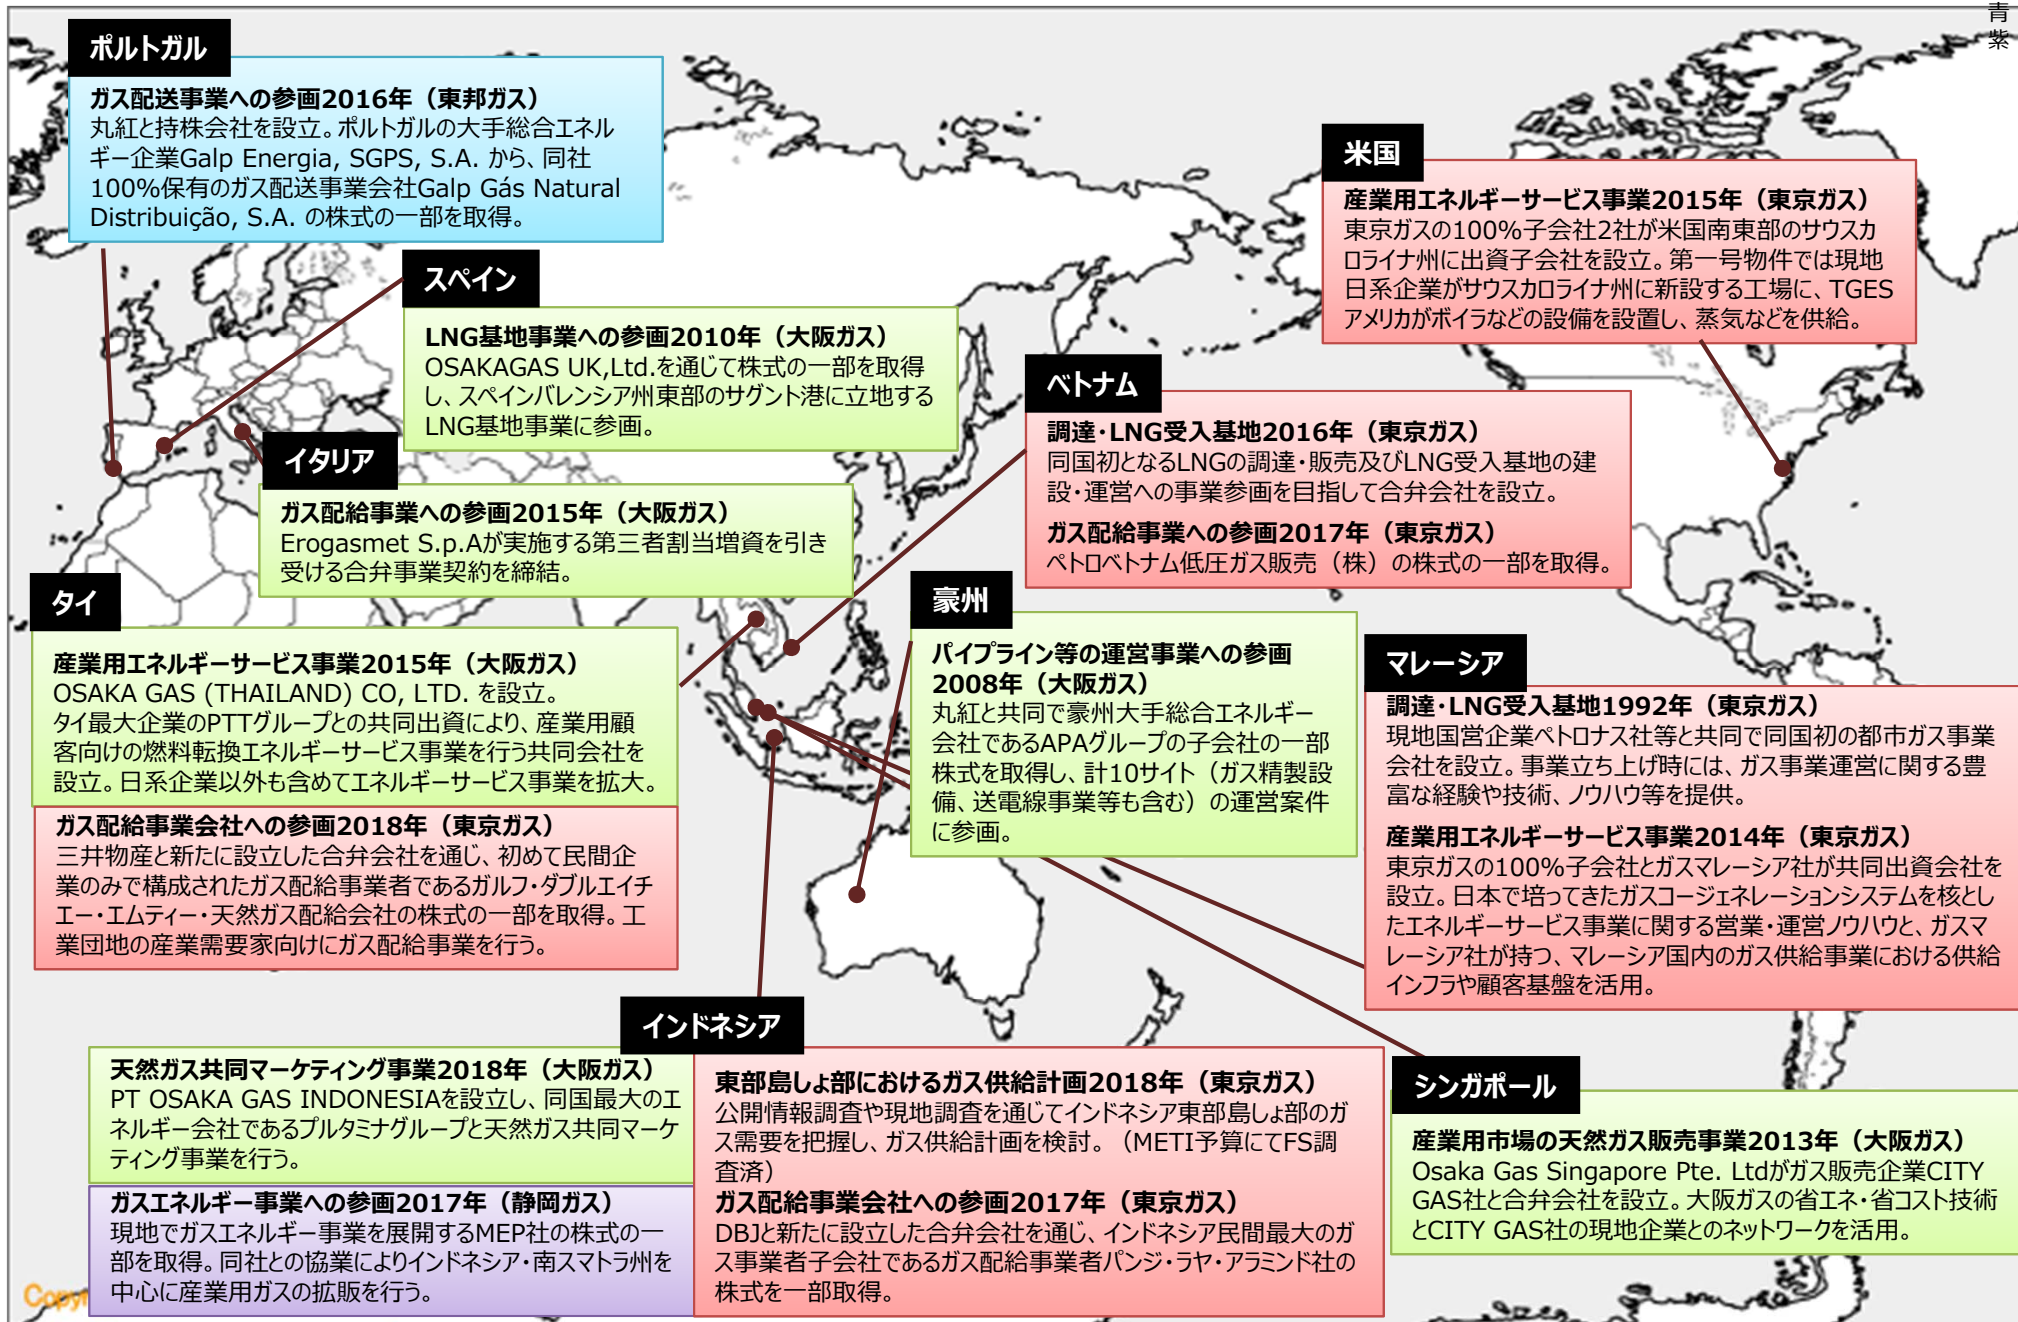 青
紫
ポルトガル
ガス配送事業への参画2016年（東邦ガス）
丸紅と持株会社を設立。ポルトガルの大手総合エネル
ギー企業Galp Energia, SGPS, S.A. から、同社
100%保有のガス配送事業会社Galp Gás Natural
Distribuição, S.A. の株式の一部を取得。
米国
産業用エネルギーサービス事業2015年（東京ガス）
東京ガスの100%子会社2社が米国南東部のサウスカ
ロライナ州に出資子会社を設立。第一号物件では現地
日系企業がサウスカロライナ州に新設する工場に、TGES
アメリカがボイラなどの設備を設置し、蒸気などを供給。
スペイン
LNG基地事業への参画2010年（大阪ガス）
OSAKAGAS UK,Ltd.を通じて株式の一部を取得
し、スペインバレンシア州東部のサグント港に立地する
LNG基地事業に参画。
ベトナム
調達・LNG受入基地2016年（東京ガス）
同国初となるLNGの調達・販売及びLNG受入基地の建
設・運営への事業参画を目指して合弁会社を設立。
ガス配給事業への参画2017年（東京ガス）
ペトロベトナム低圧ガス販売（株）の株式の一部を取得。
イタリア
ガス配給事業への参画2015年（大阪ガス）
Erogasmet S.p.Aが実施する第三者割当増資を引き
受ける合弁事業契約を締結。
タイ
産業用エネルギーサービス事業2015年（大阪ガス）
OSAKA GAS (THAILAND) CO, LTD. を設立。
タイ最大企業のPTTグループとの共同出資により、産業用顧
客向けの燃料転換エネルギーサービス事業を行う共同会社を
設立。日系企業以外も含めてエネルギーサービス事業を拡大。
ガス配給事業会社への参画2018年（東京ガス）
三井物産と新たに設立した合弁会社を通じ、初めて民間企
業のみで構成されたガス配給事業者であるガルフ・ダブルエイチ
エー・エムティー・天然ガス配給会社の株式の一部を取得。工
業団地の産業需要家向けにガス配給事業を行う。
豪州
パイプライン等の運営事業への参画
2008年（大阪ガス）
丸紅と共同で豪州大手総合エネルギー
会社であるAPAグループの子会社の一部
株式を取得し、計10サイト（ガス精製設
備、送電線事業等も含む）の運営案件
に参画。
マレーシア
調達・LNG受入基地1992年（東京ガス）
現地国営企業ペトロナス社等と共同で同国初の都市ガス事業
会社を設立。事業立ち上げ時には、ガス事業運営に関する豊
富な経験や技術、ノウハウ等を提供。
産業用エネルギーサービス事業2014年（東京ガス）
東京ガスの100%子会社とガスマレーシア社が共同出資会社を
設立。日本で培ってきたガスコージェネレーションシステムを核とし
たエネルギーサービス事業に関する営業・運営ノウハウと、ガスマ
レーシア社が持つ、マレーシア国内のガス供給事業における供給
インフラや顧客基盤を活用。
インドネシア
天然ガス共同マーケティング事業2018年（大阪ガス）
PT OSAKA GAS INDONESIAを設立し、同国最大のエ
ネルギー会社であるプルタミナグループと天然ガス共同マーケ
ティング事業を行う。
ガスエネルギー事業への参画2017年（静岡ガス）
現地でガスエネルギー事業を展開するMEP社の株式の一
部を取得。同社との協業によりインドネシア・南スマトラ州を
中心に産業用ガスの拡販を行う。
東部島しょ部におけるガス供給計画2018年（東京ガス）
公開情報調査や現地調査を通じてインドネシア東部島しょ部のガ
ス需要を把握し、ガス供給計画を検討。（METI予算にてFS調
査済）
ガス配給事業会社への参画2017年（東京ガス）
DBJと新たに設立した合弁会社を通じ、インドネシア民間最大のガ
ス事業者子会社であるガス配給事業者パンジ・ラヤ・アラミンド社の
株式を一部取得。
シンガポール
産業用市場の天然ガス販売事業2013年（大阪ガス）
Osaka Gas Singapore Pte. Ltdがガス販売企業CITY
GAS社と合弁会社を設立。大阪ガスの省エネ・省コスト技術
とCITY GAS社の現地企業とのネットワークを活用。